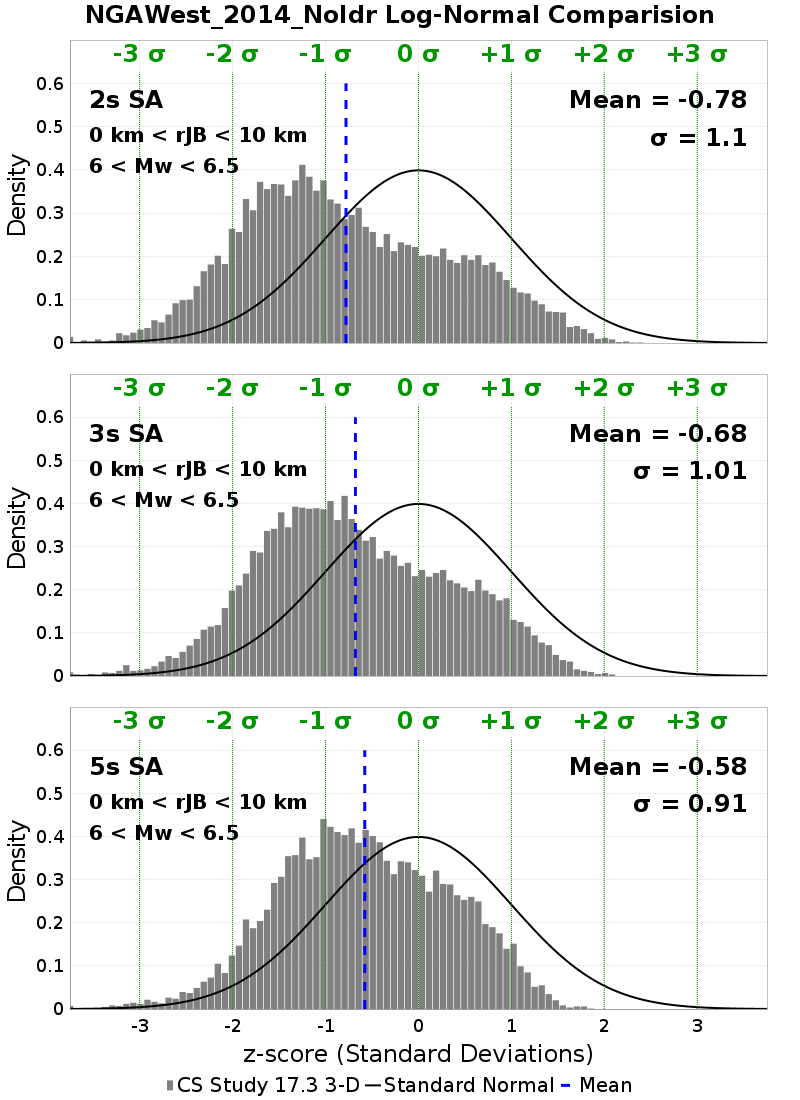 NGAWest_2014_NoIdr Log-Normal Comparision
-3 σ -2 σ -1 σ 0 σ +1 σ +2 σ +3 σ
2s SA
Mean = -0.78
0 km < rJB < 10 km
σ = 1.1
6 < Mw < 6.5
Density
0.6
0.5
0.4
0.3
0.2
0.1
0
-3 σ -2 σ -1 σ 0 σ +1 σ +2 σ +3 σ
3s SA
Mean = -0.68
0 km < rJB < 10 km
σ = 1.01
6 < Mw < 6.5
Density
0.6
0.5
0.4
0.3
0.2
0.1
0
-3 σ -2 σ -1 σ 0 σ +1 σ +2 σ +3 σ
5s SA
Mean = -0.58
0 km < rJB < 10 km
σ = 0.91
6 < Mw < 6.5
Density
0.6
0.5
0.4
0.3
0.2
0.1
0
-3 -2 -1 0 1 2 3
z-score (Standard Deviations)
CS Study 17.3 3-D Standard Normal Mean